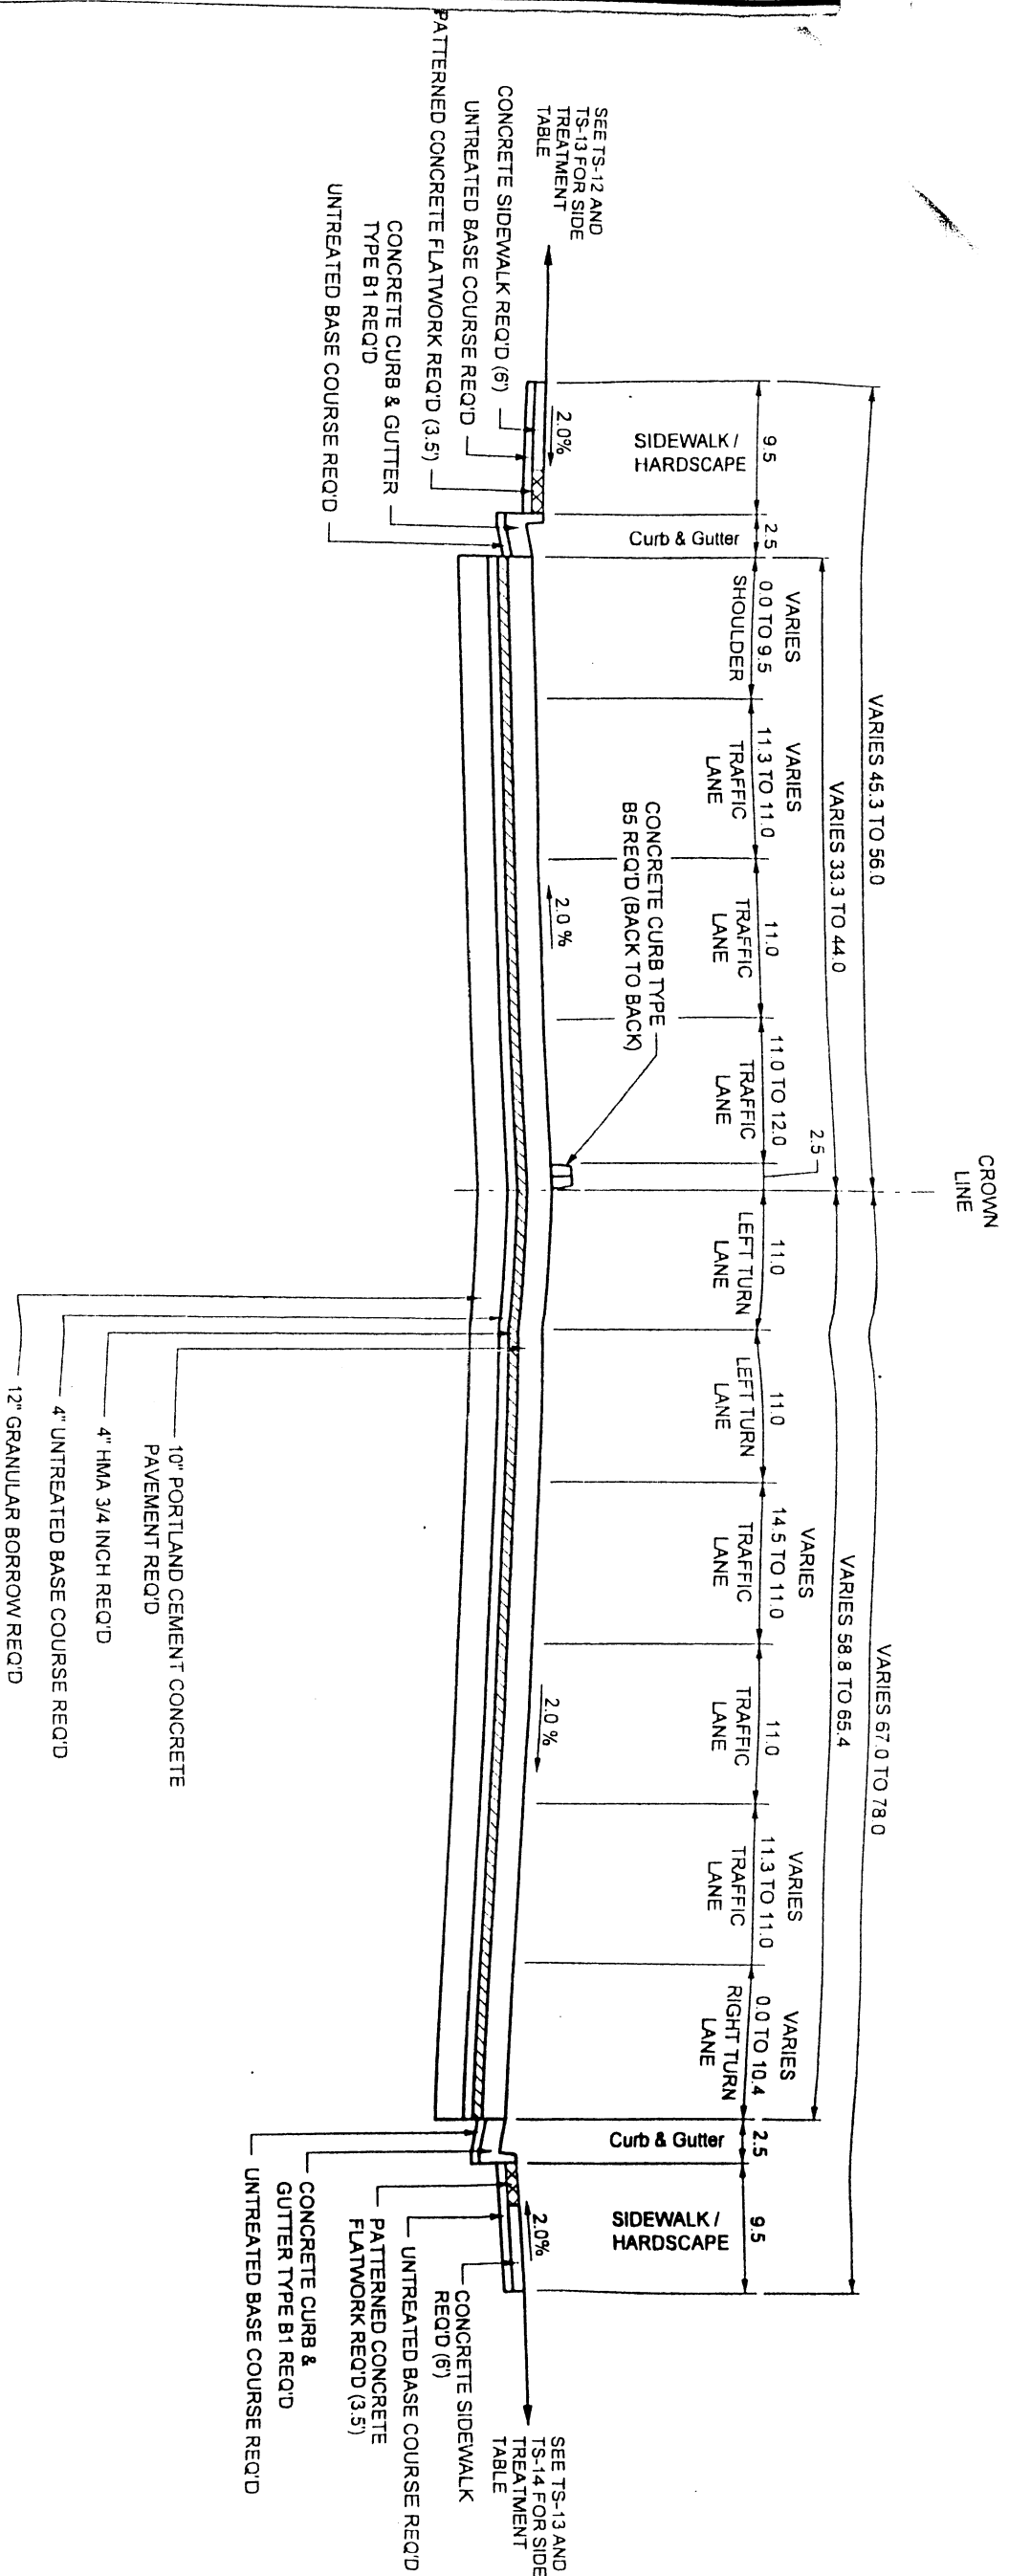 CROWN
LINE
VARIES 45.3 TO 56.0
VARIES 67.0 TO 78.0
VARIES 33.3 TO 44.0
VARIES 58.8 TO 65.4
9.5
SIDEWALK /
HARDSCAPE
2.5
Curb & Gutter
VARIES
0.0 TO 9.5
SHOULDER
VARIES
11.3 TO 11.0
TRAFFIC
LANE
11.0
TRAFFIC
LANE
11.0 TO 12.0
TRAFFIC
LANE
2.5
11.0
LEFT TURN
LANE
11.0
LEFT TURN
LANE
VARIES
14.5 TO 11.0
TRAFFIC
LANE
11.0
TRAFFIC
LANE
VARIES
11.3 TO 11.0
TRAFFIC
LANE
VARIES
0.0 TO 10.4
RIGHT TURN
LANE
2.5
Curb & Gutter
9.5
SIDEWALK /
HARDSCAPE
CONCRETE CURB TYPE
B5 REQ'D (BACK TO BACK)
SEE TS-12 AND
TS-13 FOR SIDE
TREATMENT
TABLE
2.0%
2.0 %
2.0 %
2.0%
SEE TS-13 AND
TS-14 FOR SIDE
TREATMENT
TABLE
CONCRETE SIDEWALK REQ'D (6')
UNTREATED BASE COURSE REQ'D
PATTERNED CONCRETE FLATWORK REQ'D (3.5')
CONCRETE CURB & GUTTER
TYPE B1 REQ'D
UNTREATED BASE COURSE REQ'D
10" PORTLAND CEMENT CONCRETE
PAVEMENT REQ'D
4" HMA 3/4 INCH REQ'D
4" UNTREATED BASE COURSE REQ'D
12" GRANULAR BORROW REQ'D
CONCRETE SIDEWALK
REQ'D (6')
UNTREATED BASE COURSE REQ'D
PATTERNED CONCRETE
FLATWORK REQ'D (3.5')
CONCRETE CURB &
GUTTER TYPE B1 REQ'D
UNTREATED BASE COURSE REQ'D